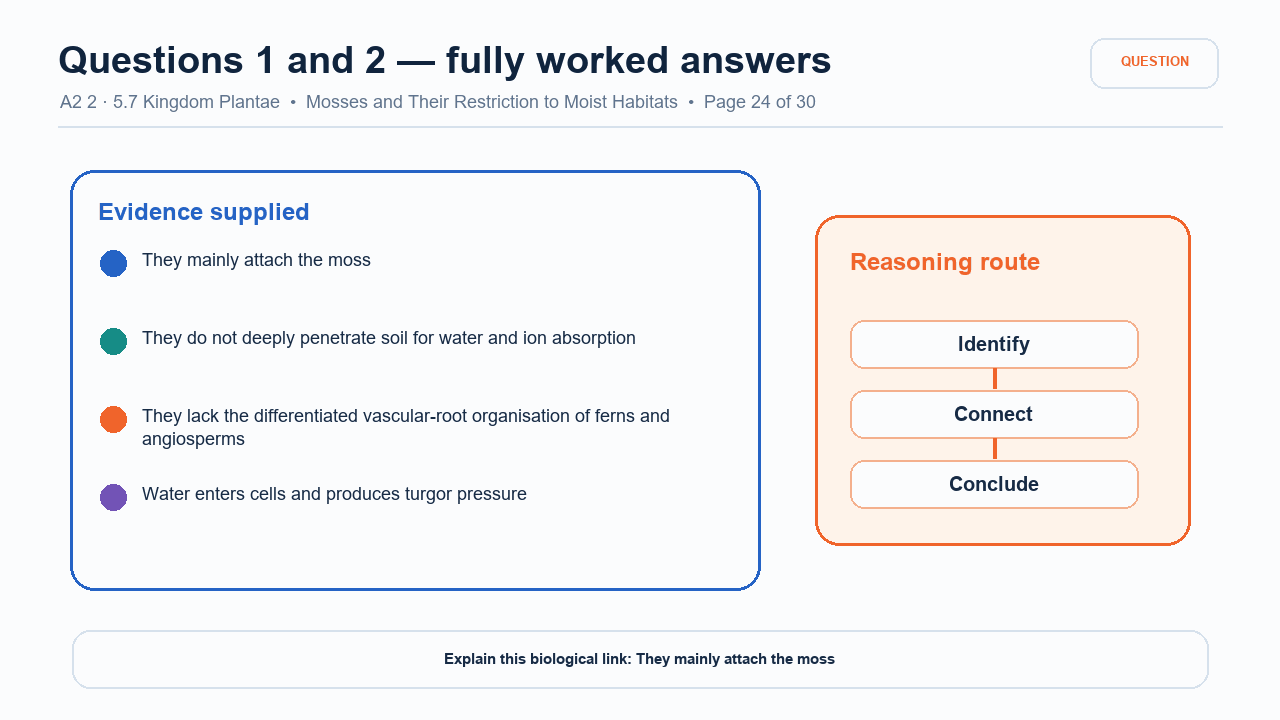 Questions 1 and 2 — fully worked answers
QUESTION
A2 2 · 5.7 Kingdom Plantae • Mosses and Their Restriction to Moist Habitats • Page 24 of 30
Evidence supplied
They mainly attach the moss
They do not deeply penetrate soil for water and ion absorption
They lack the differentiated vascular-root organisation of ferns and
angiosperms
Water enters cells and produces turgor pressure
Reasoning route
Identify
Connect
Conclude
Explain this biological link: They mainly attach the moss